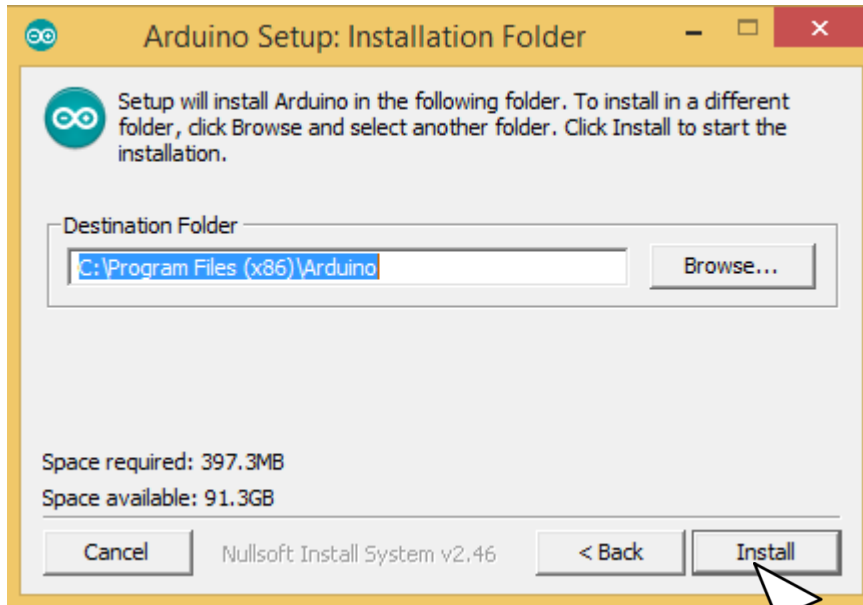 Arduino Setup: Installation Folder
Setup will install Arduino in the following folder. To install in a different
folder, click Browse and select another folder. Click Install to start the
installation.
Destination Folder
C:\Program Files (x86)\Arduino
Browse...
Space required: 397.3MB
Space available: 91.3GB
Cancel
Nullsoft Install System v2.46
< Back
Install